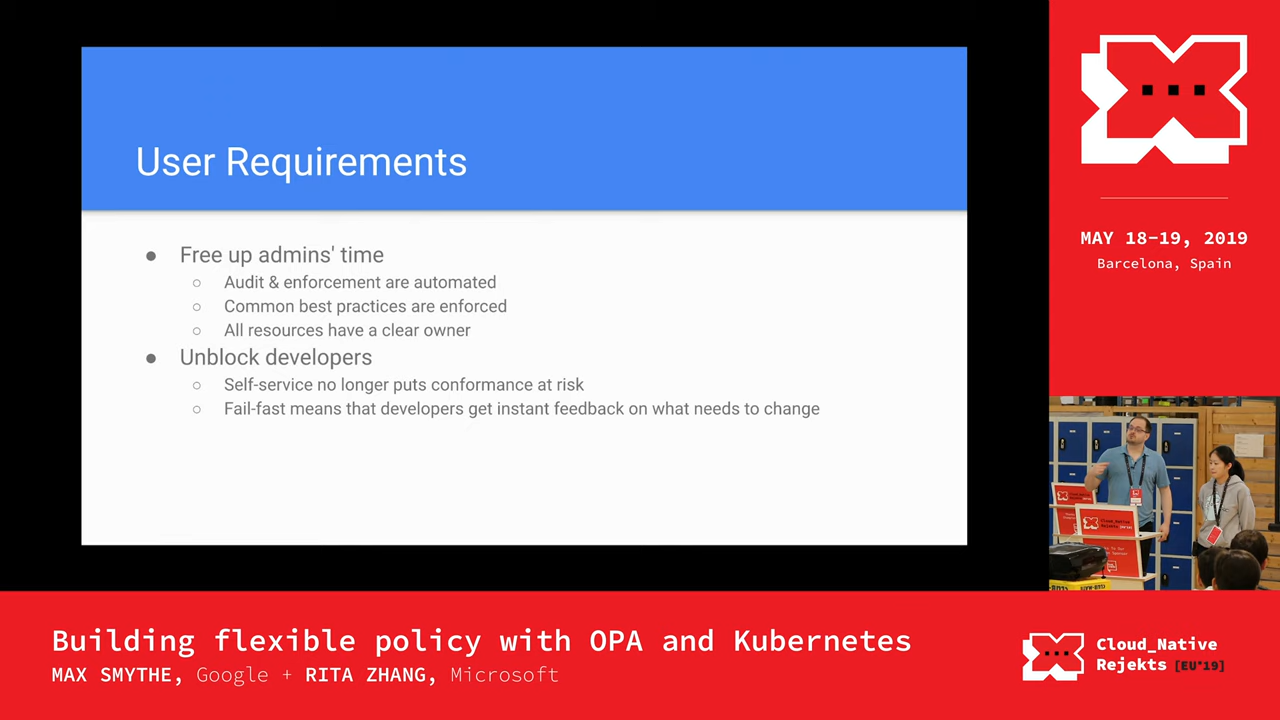 User Requirements
● Free up admins' time
○ Audit & enforcement are automated
○ Common best practices are enforced
○ All resources have a clear owner
● Unblock developers
○ Self-service no longer puts conformance at risk
○ Fail-fast means that developers get instant feedback on what needs to change
MAY 18-19, 2019
Barcelona, Spain
Cloud_Native
Rejekts
Building flexible policy with OPA and Kubernetes
MAX SMYTHE, Google + RITA ZHANG, Microsoft
Cloud_Native
Rejekts [EU'19]